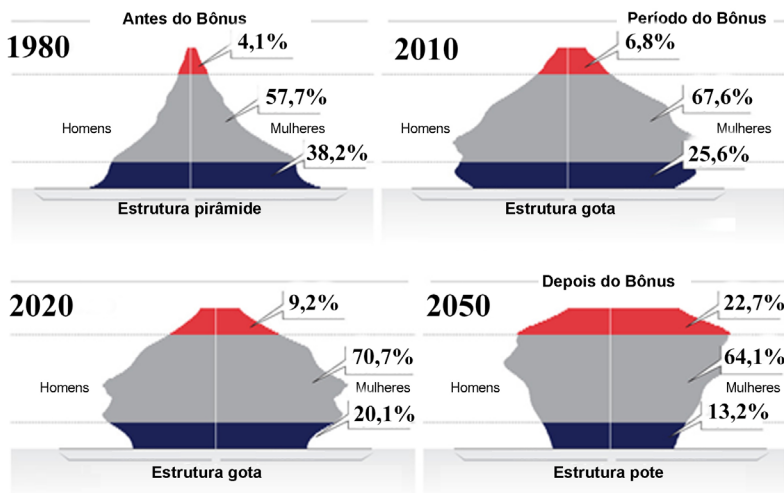 Antes do Bônus
1980
4,1%
57,7%
Homens
Mulheres
38,2%
Estrutura pirâmide
Período do Bônus
2010
6,8%
67,6%
Homens
Mulheres
25,6%
Estrutura gota
2020
9,2%
70,7%
Homens
Mulheres
20,1%
Estrutura gota
Depois do Bônus
2050
22,7%
64,1%
Homens
Mulheres
13,2%
Estrutura pote